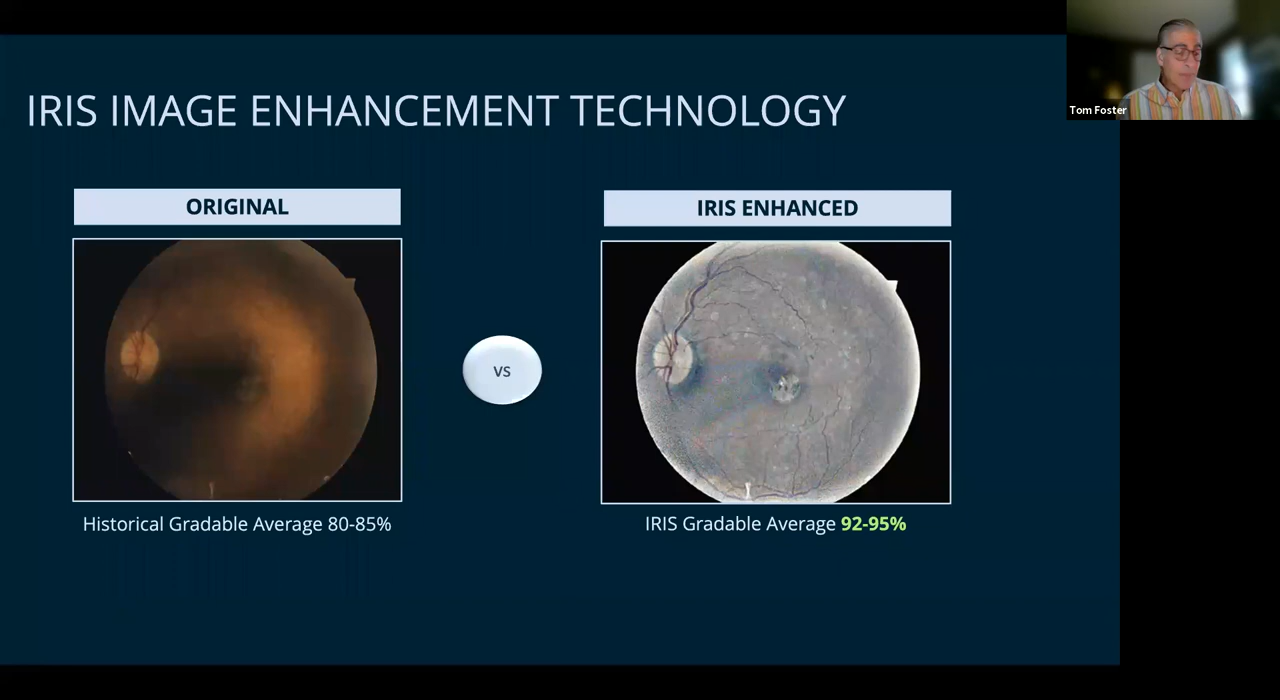 Tom Foster
IRIS IMAGE ENHANCEMENT TECHNOLOGY
ORIGINAL
IRIS ENHANCED
vs
Historical Gradable Average 80-85%
IRIS Gradable Average 92-95%